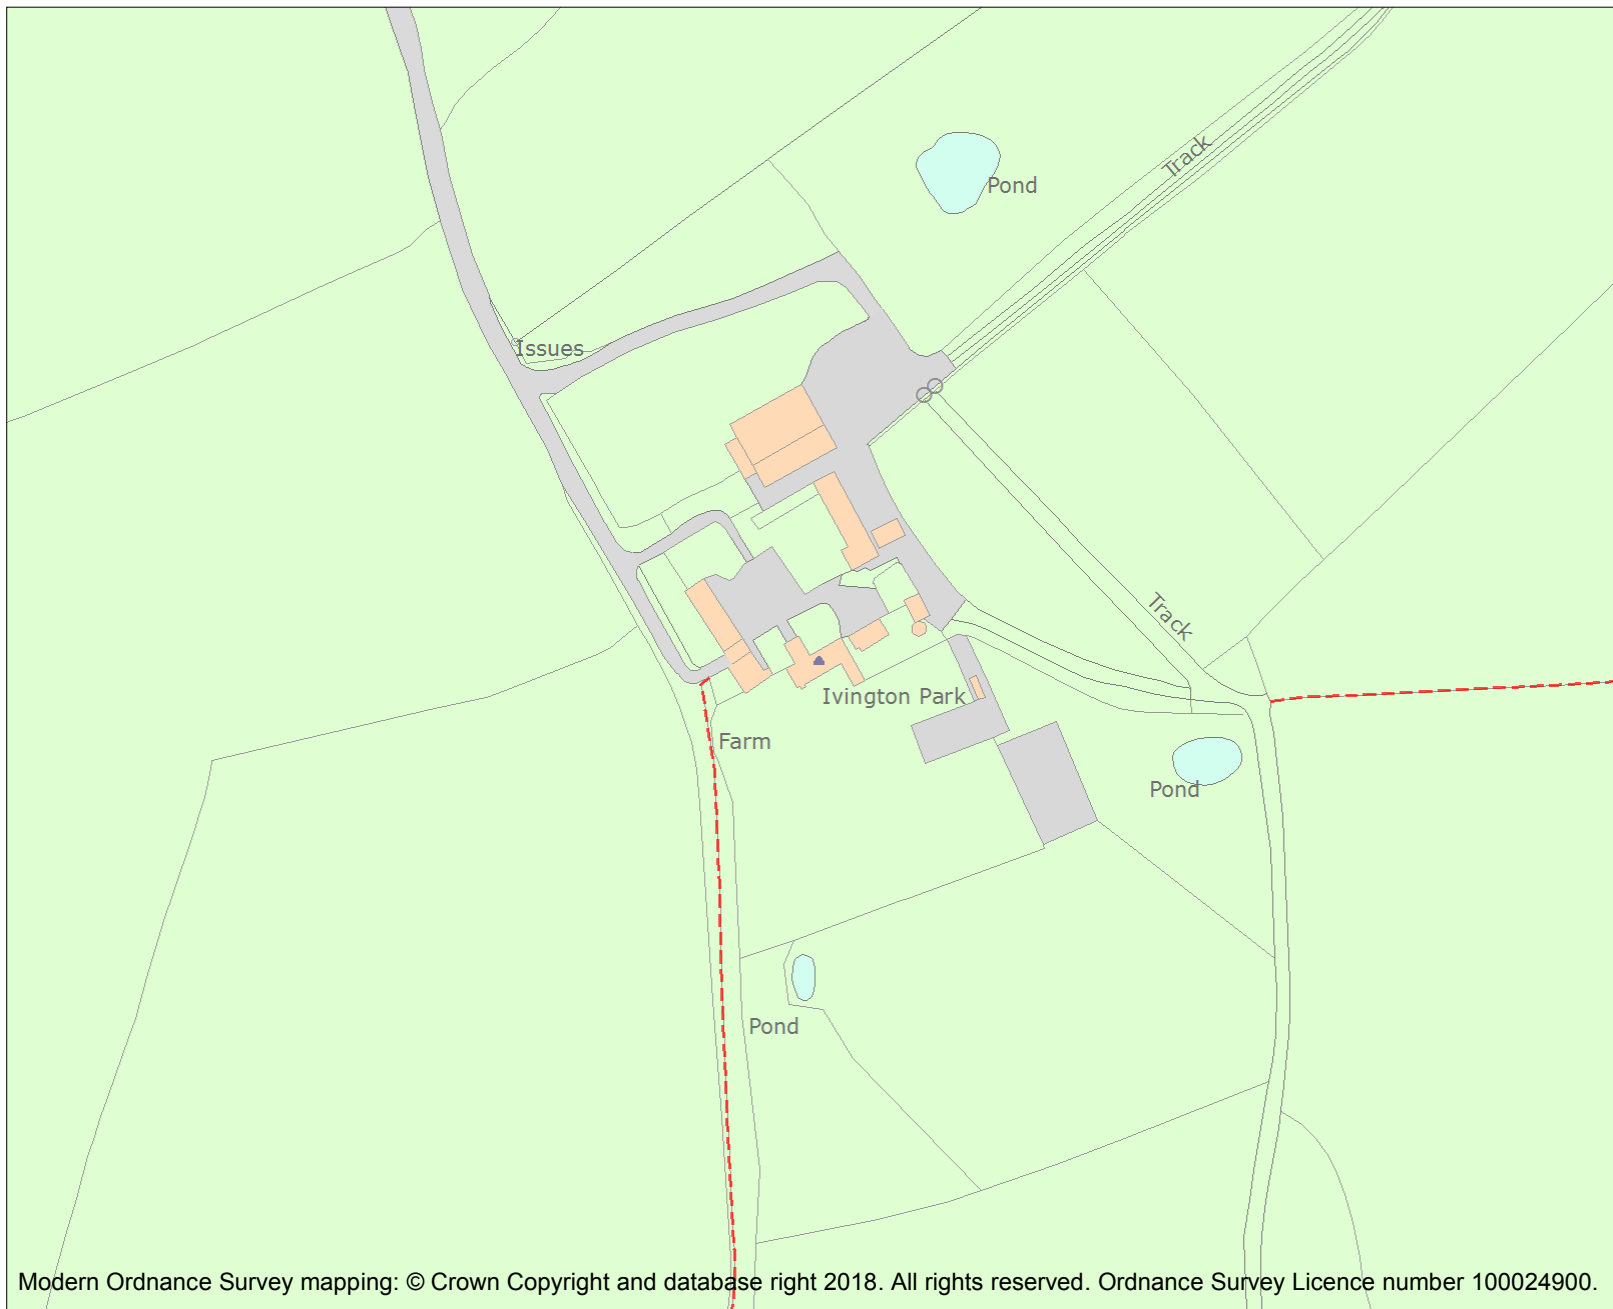 Track
Pond
Issues
Track
Ivington Park
Farm
Pond
Pond
Modern Ordnance Survey mapping: © Crown Copyright and database right 2018. All rights reserved. Ordnance Survey Licence number 100024900.